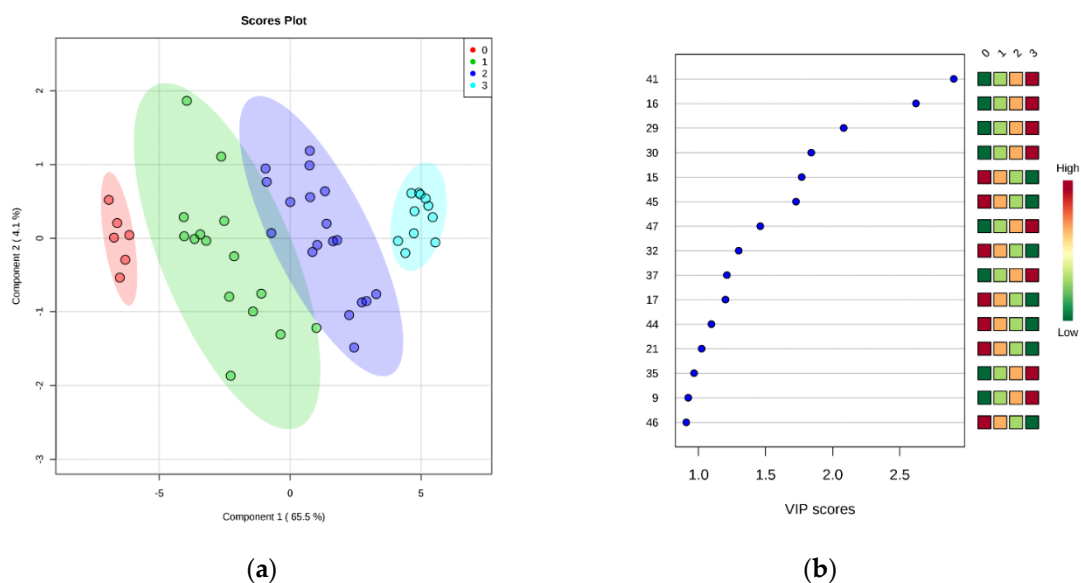 Scores Plot
0
1
2
3
2
1
0
-1
-2
-3
Component 2 ( 4.1 %)
-5
0
5
Component 1 ( 65.5 %)
(a)
0 1 2 3
41
16
29
30
15
45
47
32
37
17
44
21
35
9
46
1.0 1.5 2.0 2.5
VIP scores
High
Low
(b)